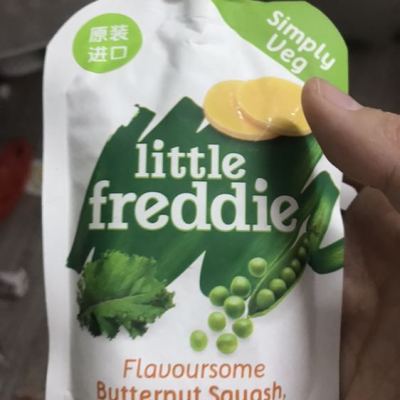 原装
进口
Simply
Veg
little
freddie
Flavoursome
Butternut Squash,